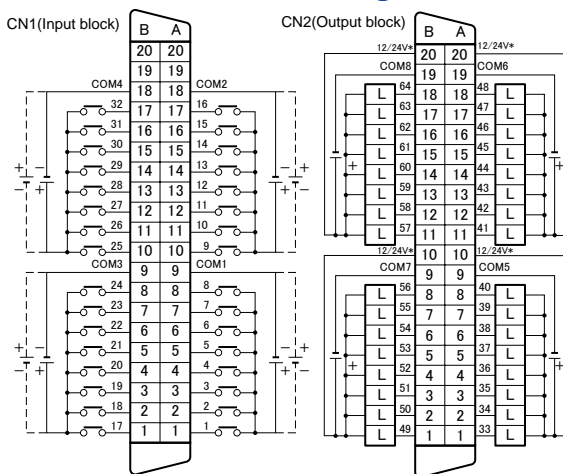 CN1(Input block)
B A
20 20
19 19
COM4 18 18 COM2
32 17 17 16
31 16 16 15
30 15 15 14
29 14 14 13
28 13 13 12
27 12 12 11
26 11 11 10
25 10 10 9
COM3 9 9 COM1
24 8 8 8
23 7 7 7
22 6 6 6
21 5 5 5
20 4 4 4
19 3 3 3
18 2 2 2
17 1 1 1
+ − + −
− + − +
+ − + −
− + − +
CN2(Output block)
B A
12/24V* 20 20 12/24V*
COM8 19 19 COM6
L 64 18 18 48 L
L 63 17 17 47 L
L 62 16 16 46 L
L 61 15 15 45 L
L 60 14 14 44 L
L 59 13 13 43 L
L 58 12 12 42 L
L 57 11 11 41 L
12/24V* 10 10 12/24V*
COM7 9 9 COM5
L 56 8 8 40 L
L 55 7 7 39 L
L 54 6 6 38 L
L 53 5 5 37 L
L 52 4 4 36 L
L 51 3 3 35 L
L 50 2 2 34 L
L 49 1 1 33 L
+ +
+ +